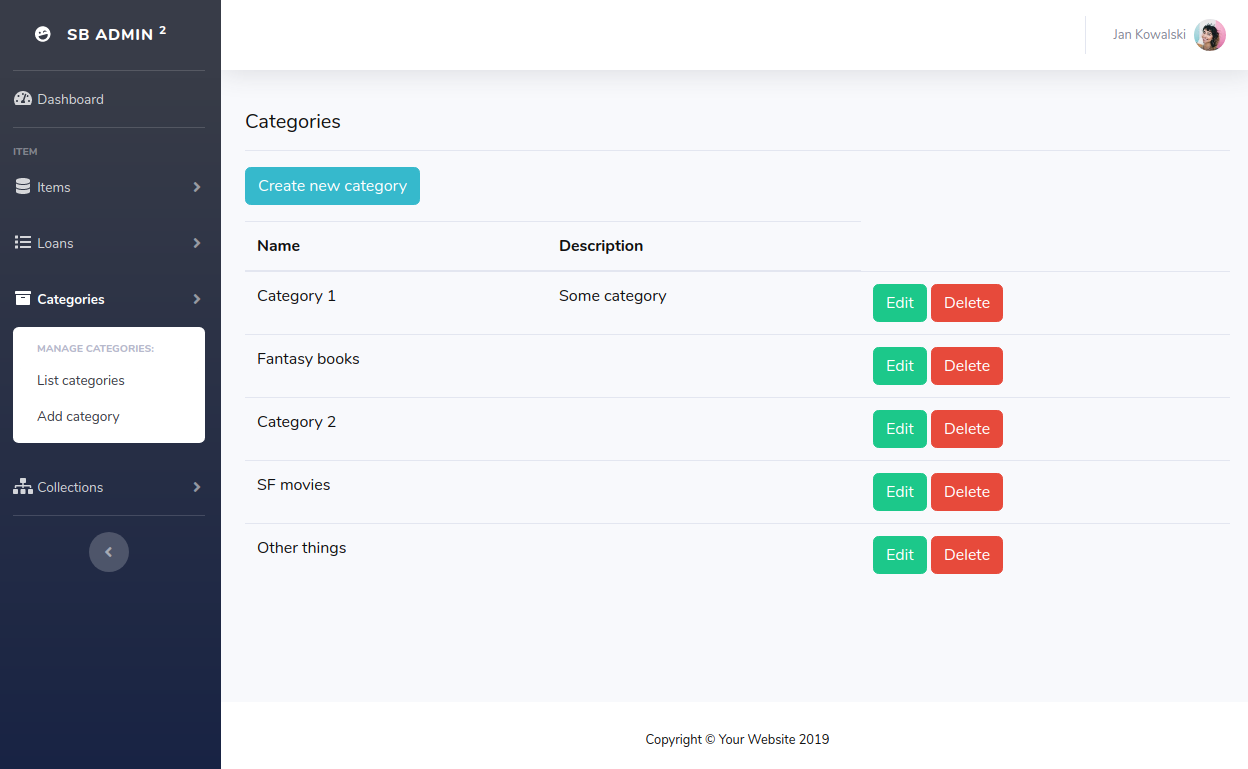 SB ADMIN 2
Jan Kowalski
Dashboard
ITEM
Items
Loans
Categories
MANAGE CATEGORIES:
List categories
Add category
Collections
Categories
Create new category
Name Description
Category 1 Some category Edit Delete
Fantasy books Edit Delete
Category 2 Edit Delete
SF movies Edit Delete
Other things Edit Delete
Copyright © Your Website 2019